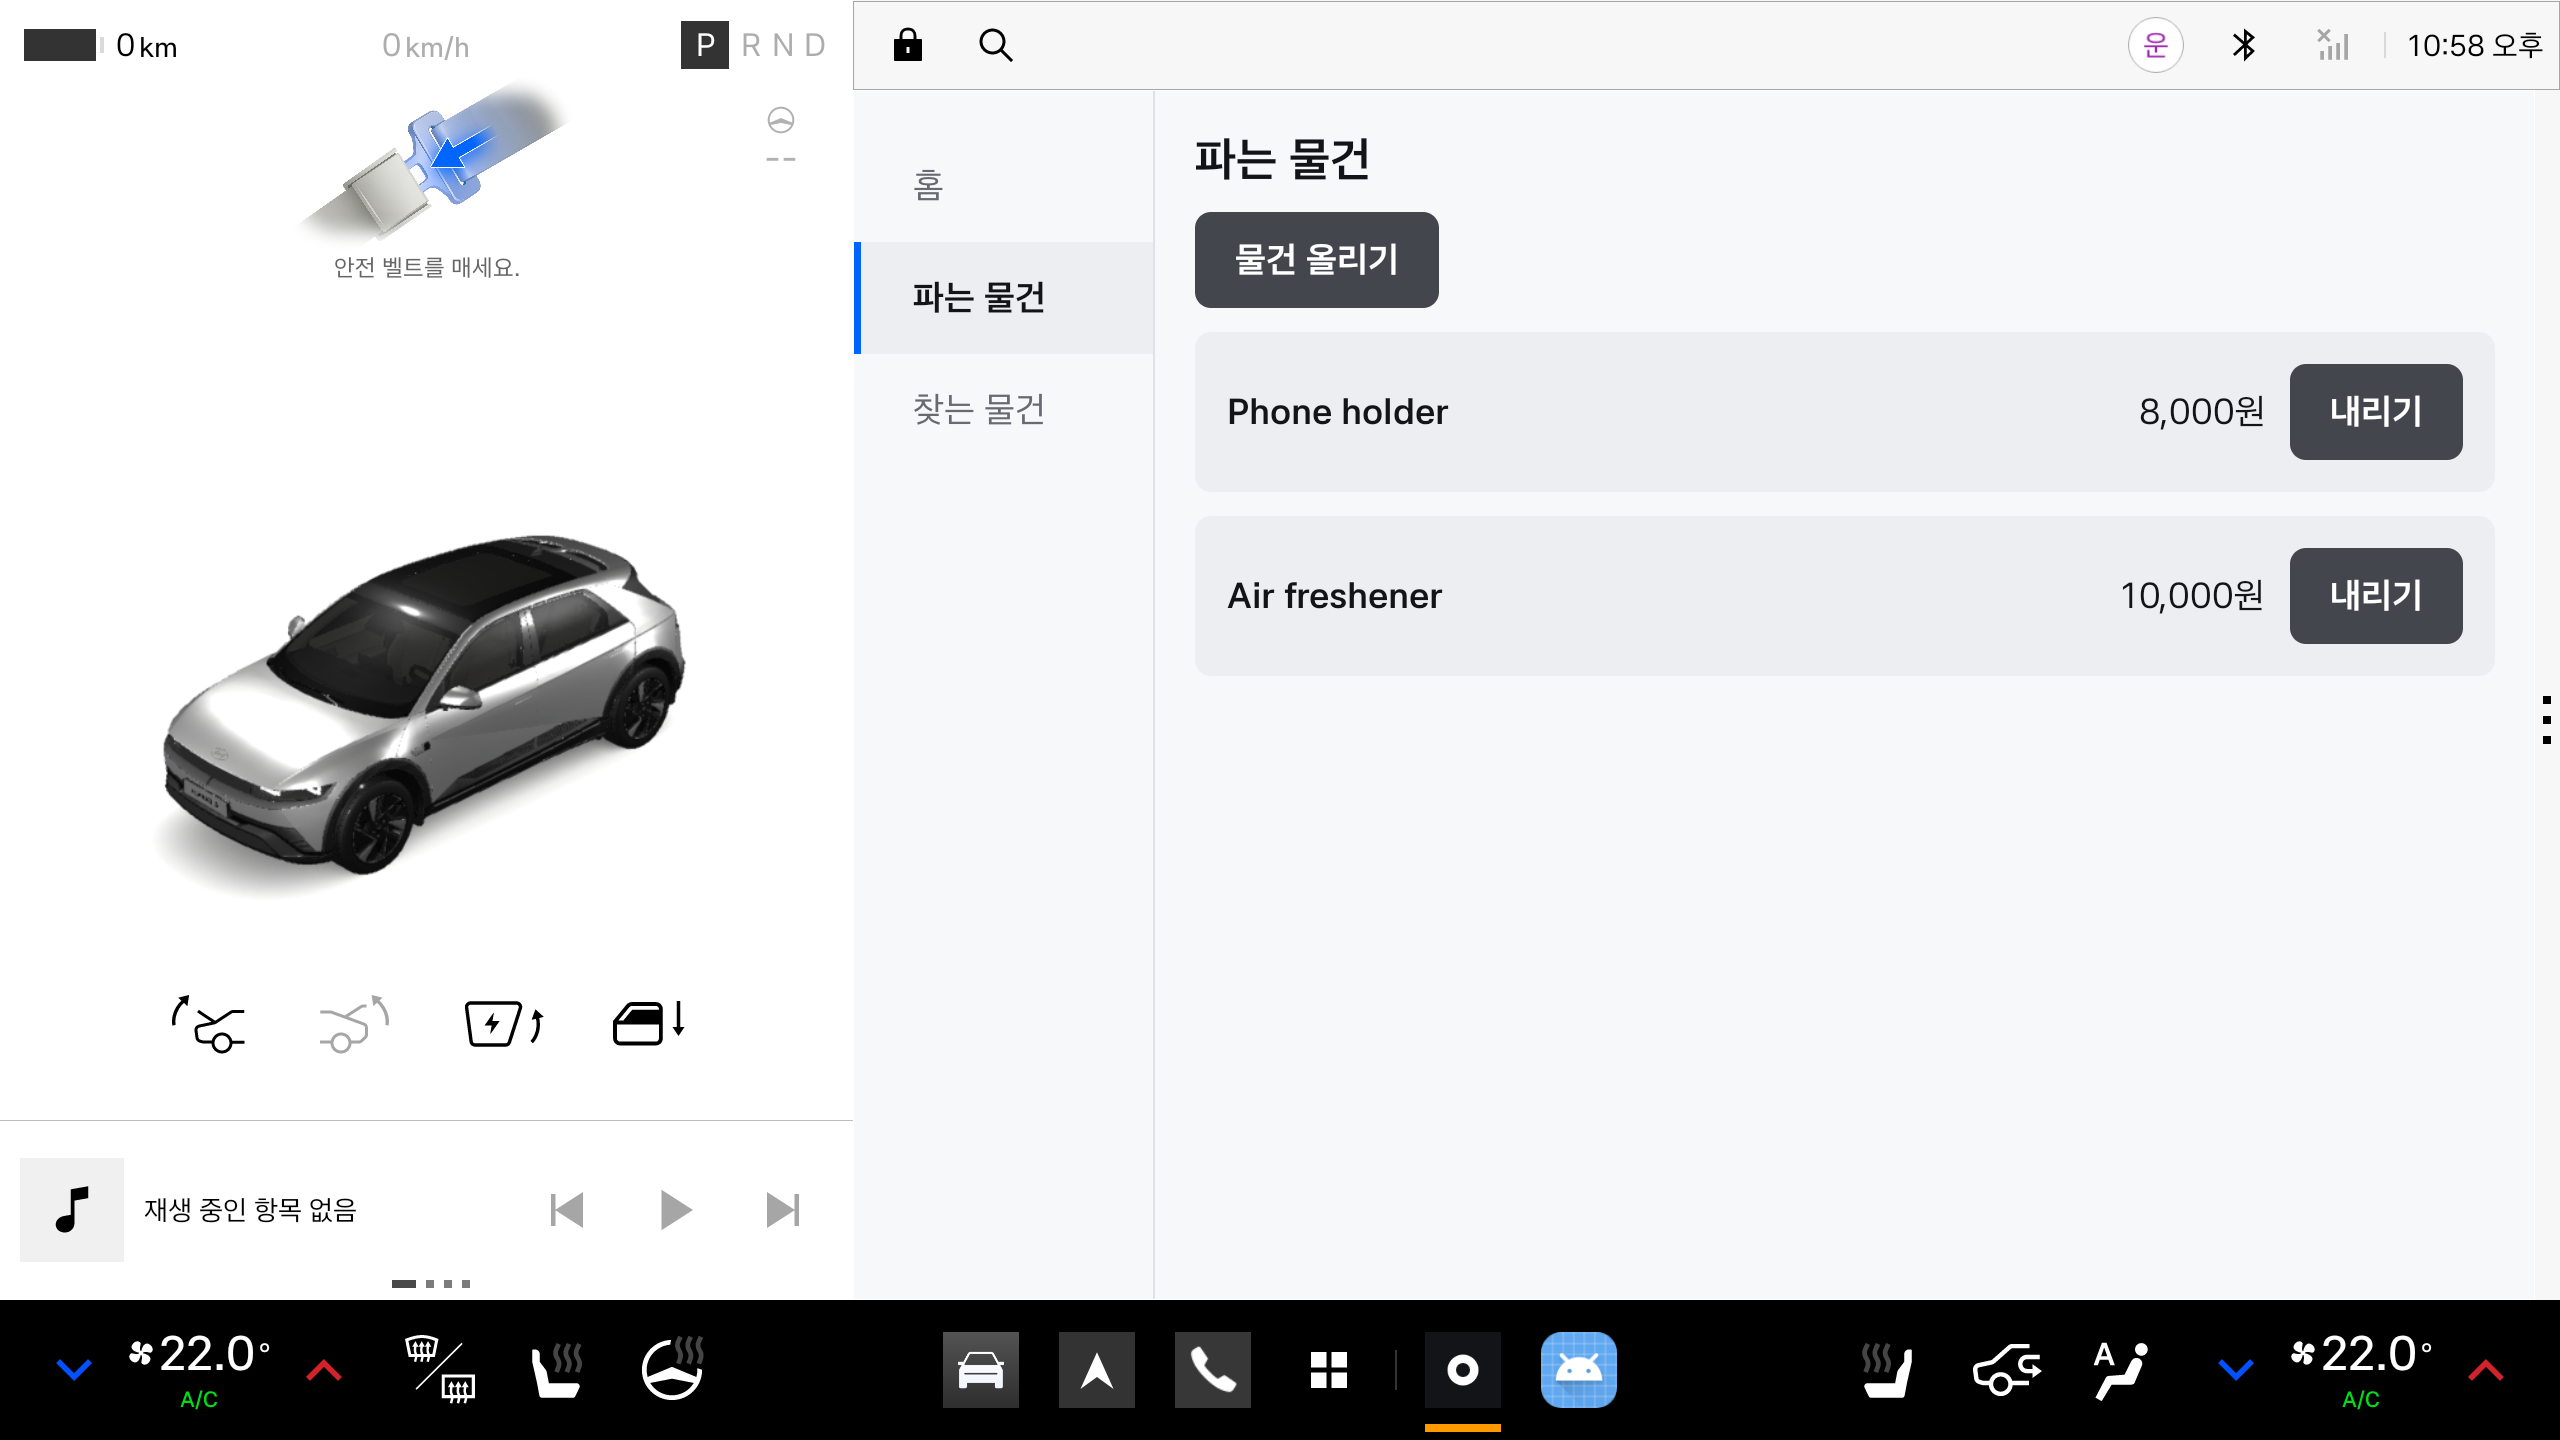 0 km
0 km/h
P R N D
운
10:58 오후
안전 벨트를 매세요.
--
홈
파는 물건
찾는 물건
파는 물건
물건 올리기
Phone holder
8,000원
내리기
Air freshener
10,000원
내리기
재생 중인 항목 없음
22.0°
A/C
A
22.0°
A/C